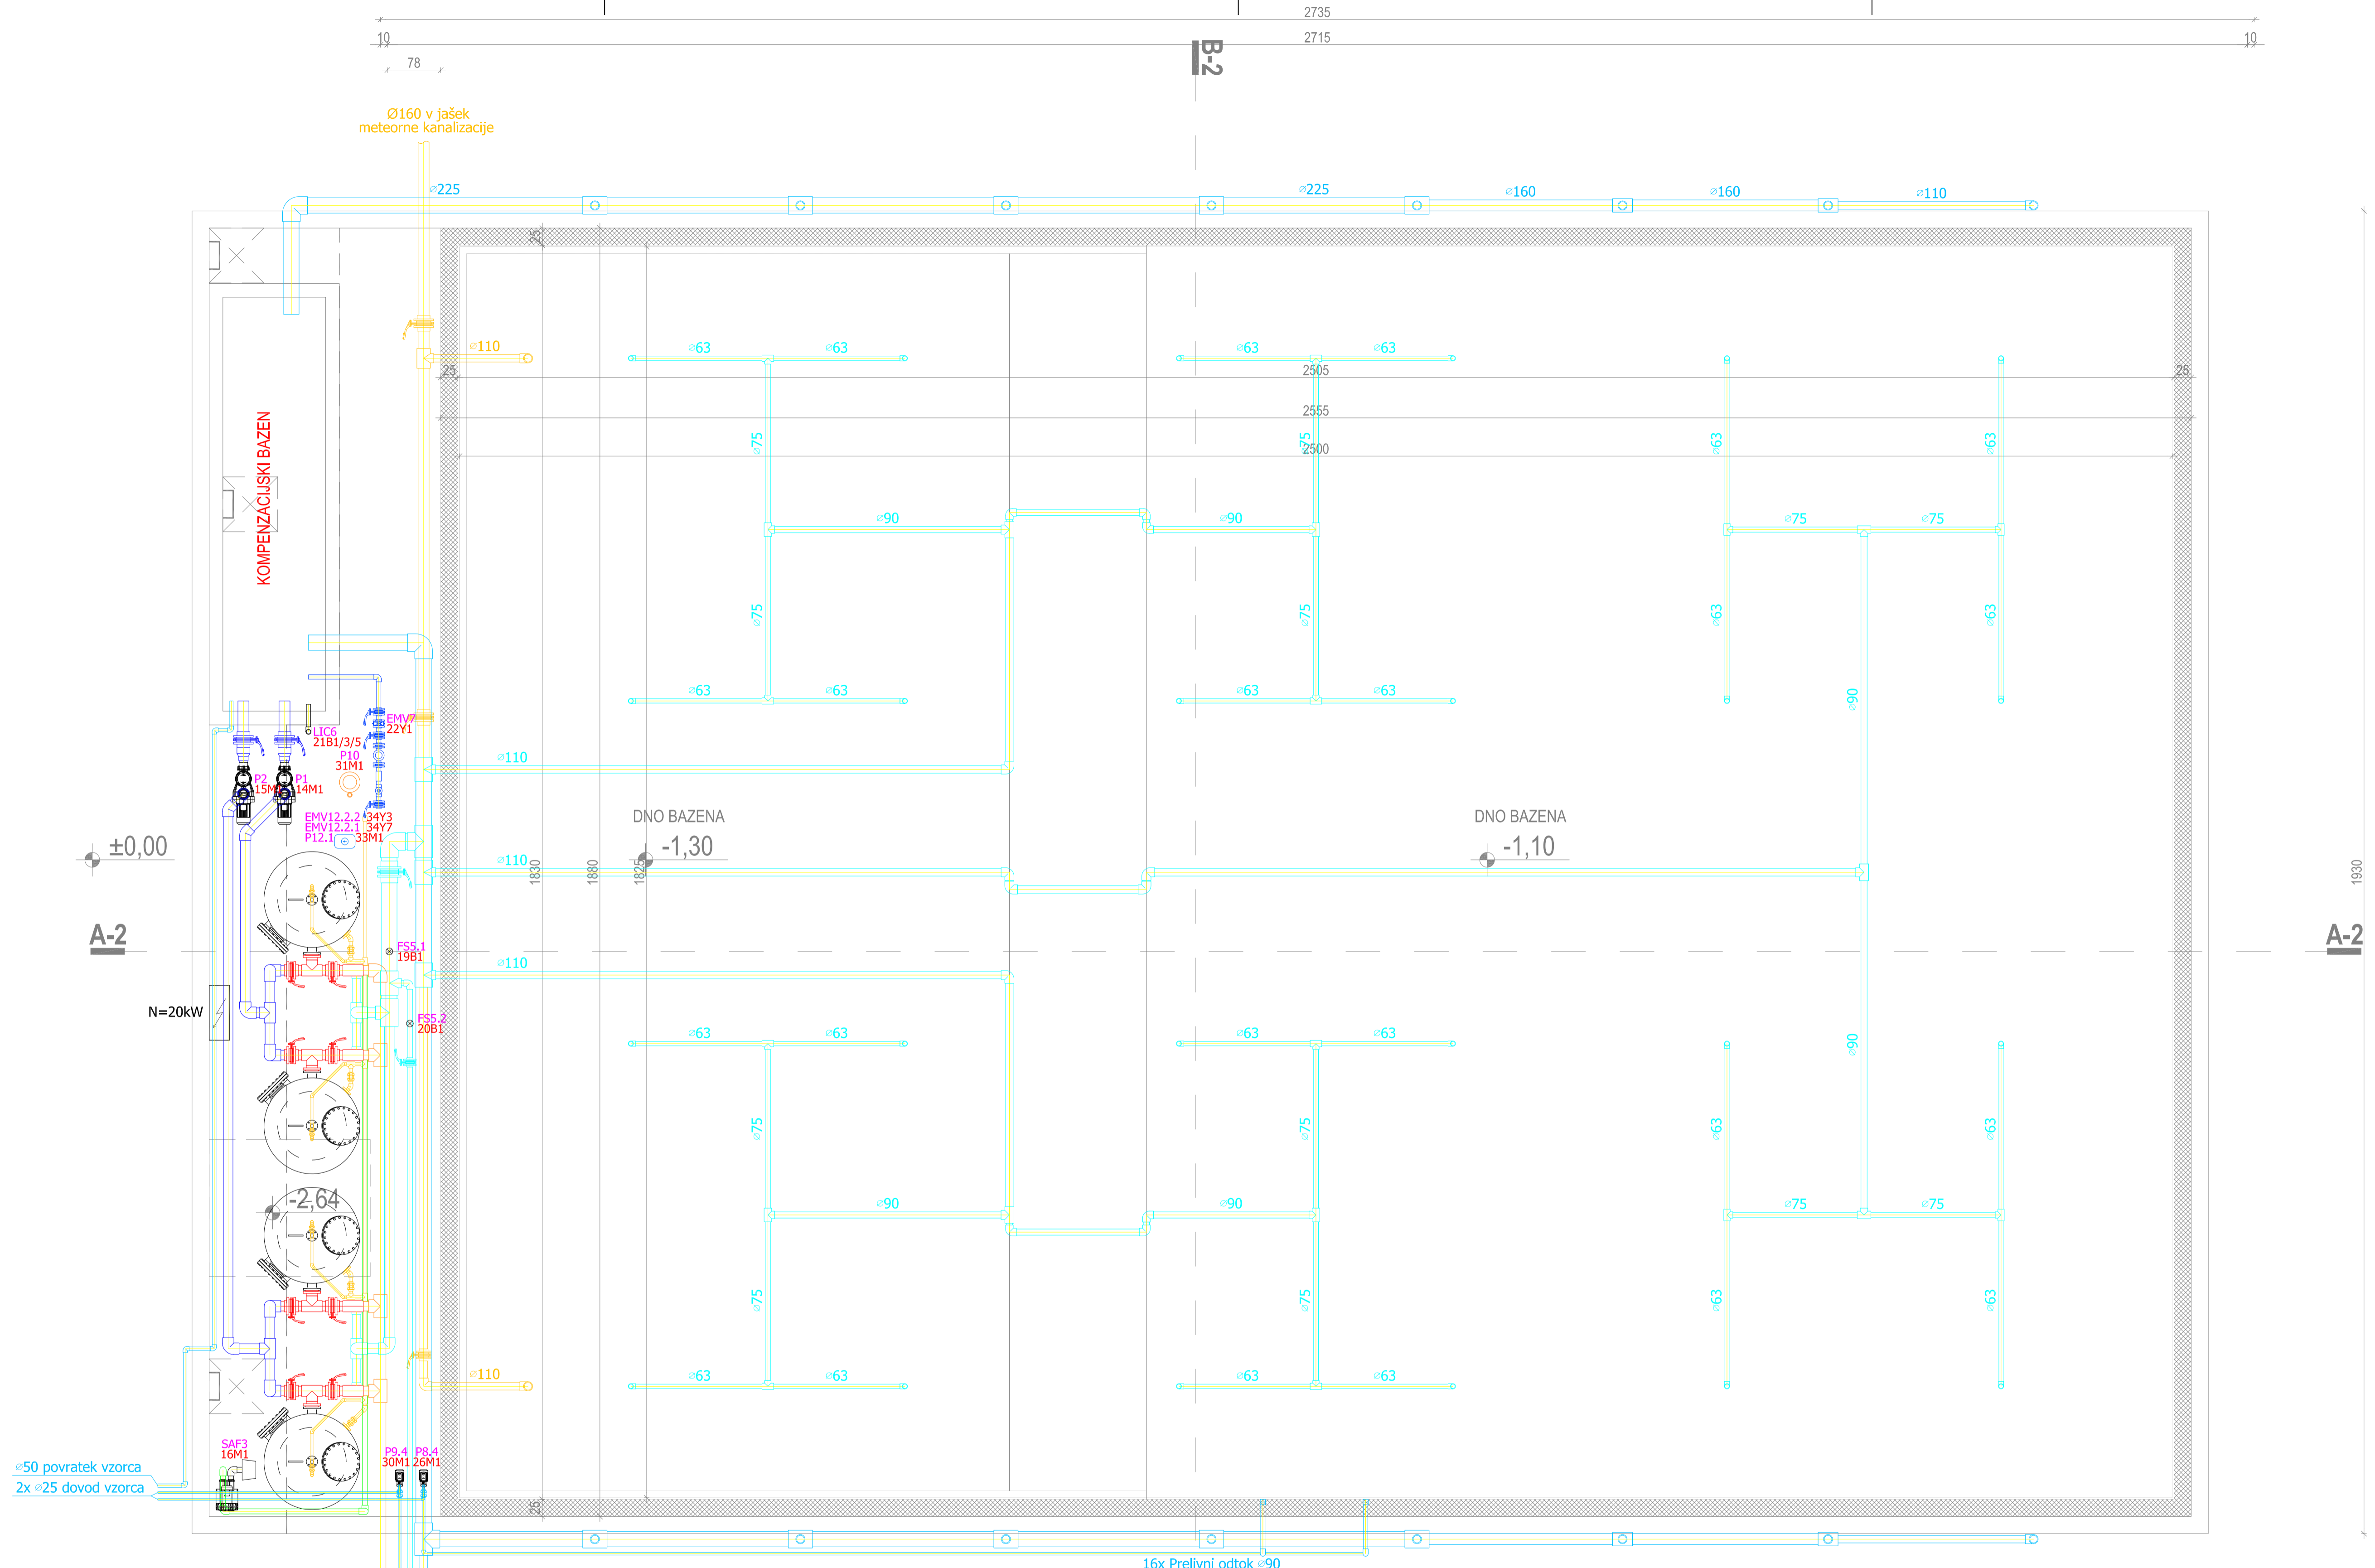 2735
10
2715
10
78
B-2
Ø160 v jašek
meteorne kanalizacije
⌀225
⌀225
⌀160
⌀160
⌀110
25
⌀110
⌀63
⌀63
⌀63
⌀63
25
2505
25
2555
⌀75
⌀75
2500
⌀63
⌀63
KOMPENZACIJSKI BAZEN
⌀90
⌀90
⌀75
⌀75
⌀75
⌀75
⌀63
⌀63
⌀63
⌀63
⌀63
⌀63
⌀90
EMV7
22Y1
LIC6
21B1/3/5
P10
31M1
⌀110
P2
15M1
P1
14M1
EMV12.2.2 34Y3
EMV12.2.1 34Y7
P12.1 33M1
DNO BAZENA
-1,30
DNO BAZENA
-1,10
±0,00
⌀110
1830
1880
1825
1930
A-2
A-2
FS5.1
19B1
⌀110
N=20kW
FS5.2
20B1
⌀63
⌀63
⌀63
⌀63
⌀90
⌀75
⌀75
⌀63
⌀63
-2,64
⌀90
⌀90
⌀75
⌀75
⌀75
⌀75
⌀63
⌀63
⌀110
⌀63
⌀63
⌀63
⌀63
SAF3
16M1
P9.4
30M1
P8.4
26M1
⌀50 povratek vzorca
2x ⌀25 dovod vzorca
25
16x Prelivni odtok ⌀90